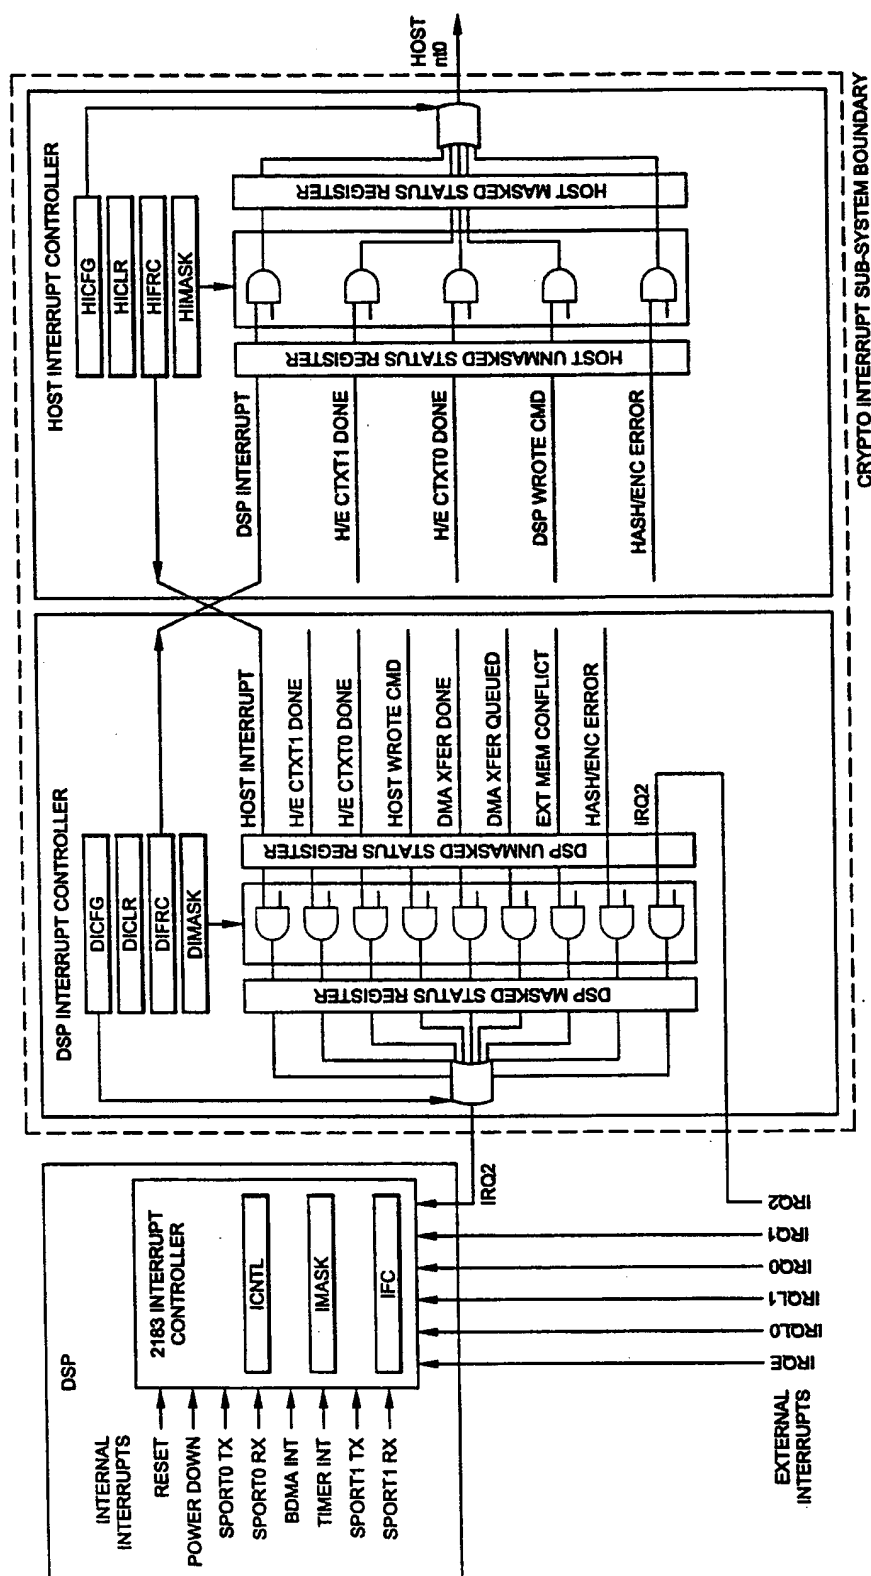 HOST
nt0
HOST INTERRUPT CONTROLLER
HICFG
HICLR
HIFRC
HIMASK
HOST MASKED STATUS REGISTER
HOST UNMASKED STATUS REGISTER
DSP INTERRUPT
H/E CTXT1 DONE
H/E CTXT0 DONE
DSP WROTE CMD
HASH/ENC ERROR
CRYPTO INTERRUPT SUB-SYSTEM BOUNDARY
DSP INTERRUPT CONTROLLER
DICFG
DICLR
DIFRC
DIMASK
HOST INTERRUPT
H/E CTXT1 DONE
H/E CTXT0 DONE
HOST WROTE CMD
DMA XFER DONE
DMA XFER QUEUED
EXT MEM CONFLICT
HASH/ENC ERROR
IRQ2
DSP UNMASKED STATUS REGISTER
DSP MASKED STATUS REGISTER
IRQ2
DSP
2183 INTERRUPT
CONTROLLER
ICNTL
IMASK
IFC
INTERNAL
INTERRUPTS
RESET
POWER DOWN
SPORT0 TX
SPORT0 RX
BDMA INT
TIMER INT
SPORT1 TX
SPORT1 RX
IRQ2
IRQ1
IRQ0
IRQL1
IRQL0
IRQE
EXTERNAL
INTERRUPTS